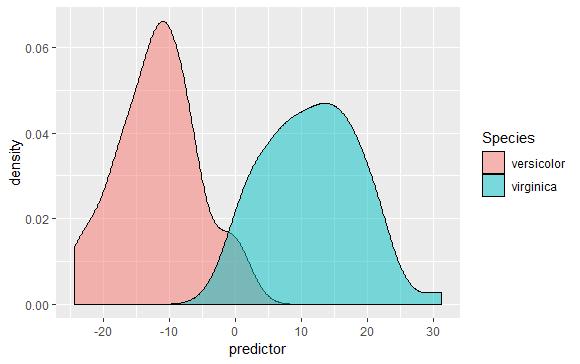 0.06
0.04
0.02
0.00
density
-20 -10 0 10 20 30
predictor
Species
versicolor
virginica